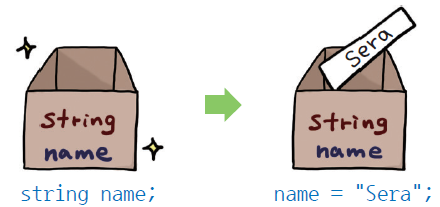 string
name
string name;
Sera
string
name
name = "Sera";